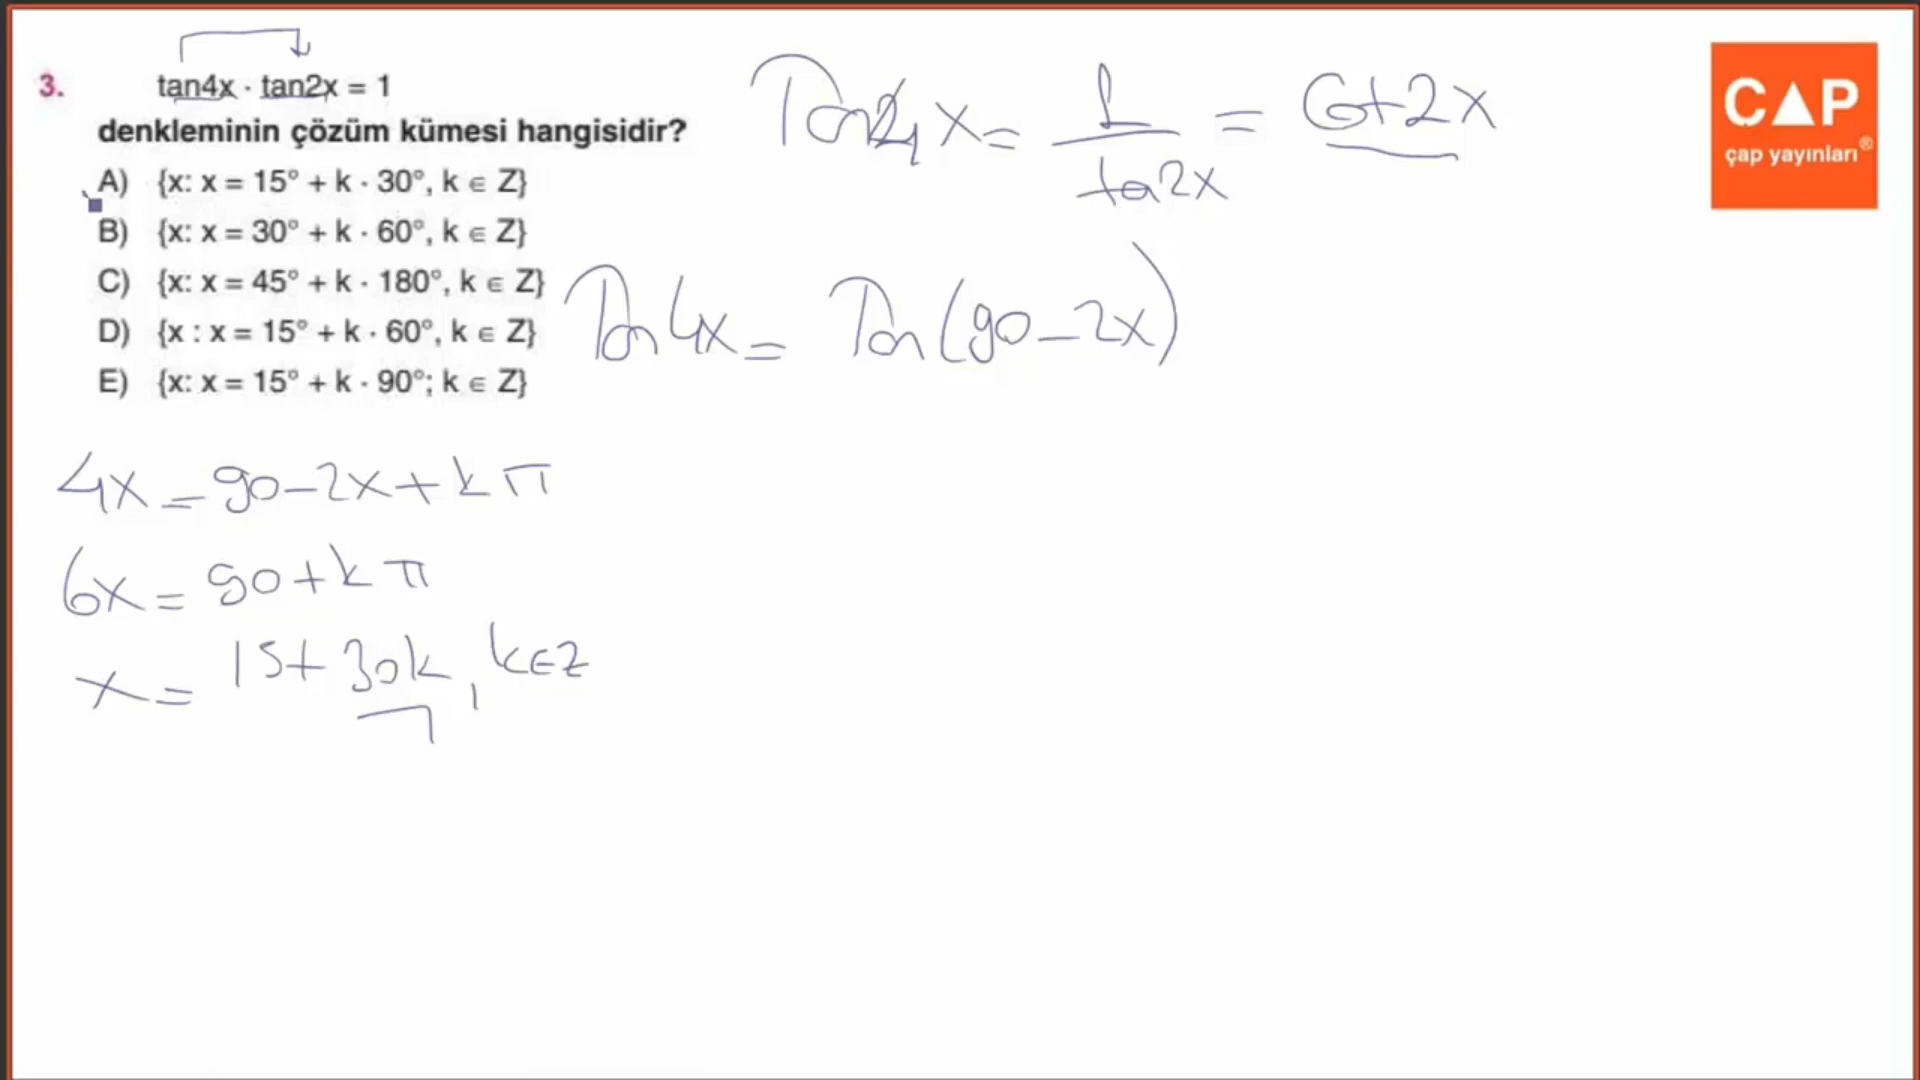 3. tan4x · tan2x = 1
denkleminin çözüm kümesi hangisidir?
A) {x: x = 15° + k · 30°, k ∈ Z}
B) {x: x = 30° + k · 60°, k ∈ Z}
C) {x: x = 45° + k · 180°, k ∈ Z}
D) {x : x = 15° + k · 60°, k ∈ Z}
E) {x: x = 15° + k · 90°; k ∈ Z}
Tan4x = 1/ta2x = Cot2x
Tan4x = Tan(90-2x)
4x = 90-2x+kπ
6x = 90+kπ
x = 15+30k, k∈Z
CAP
çap yayınları®